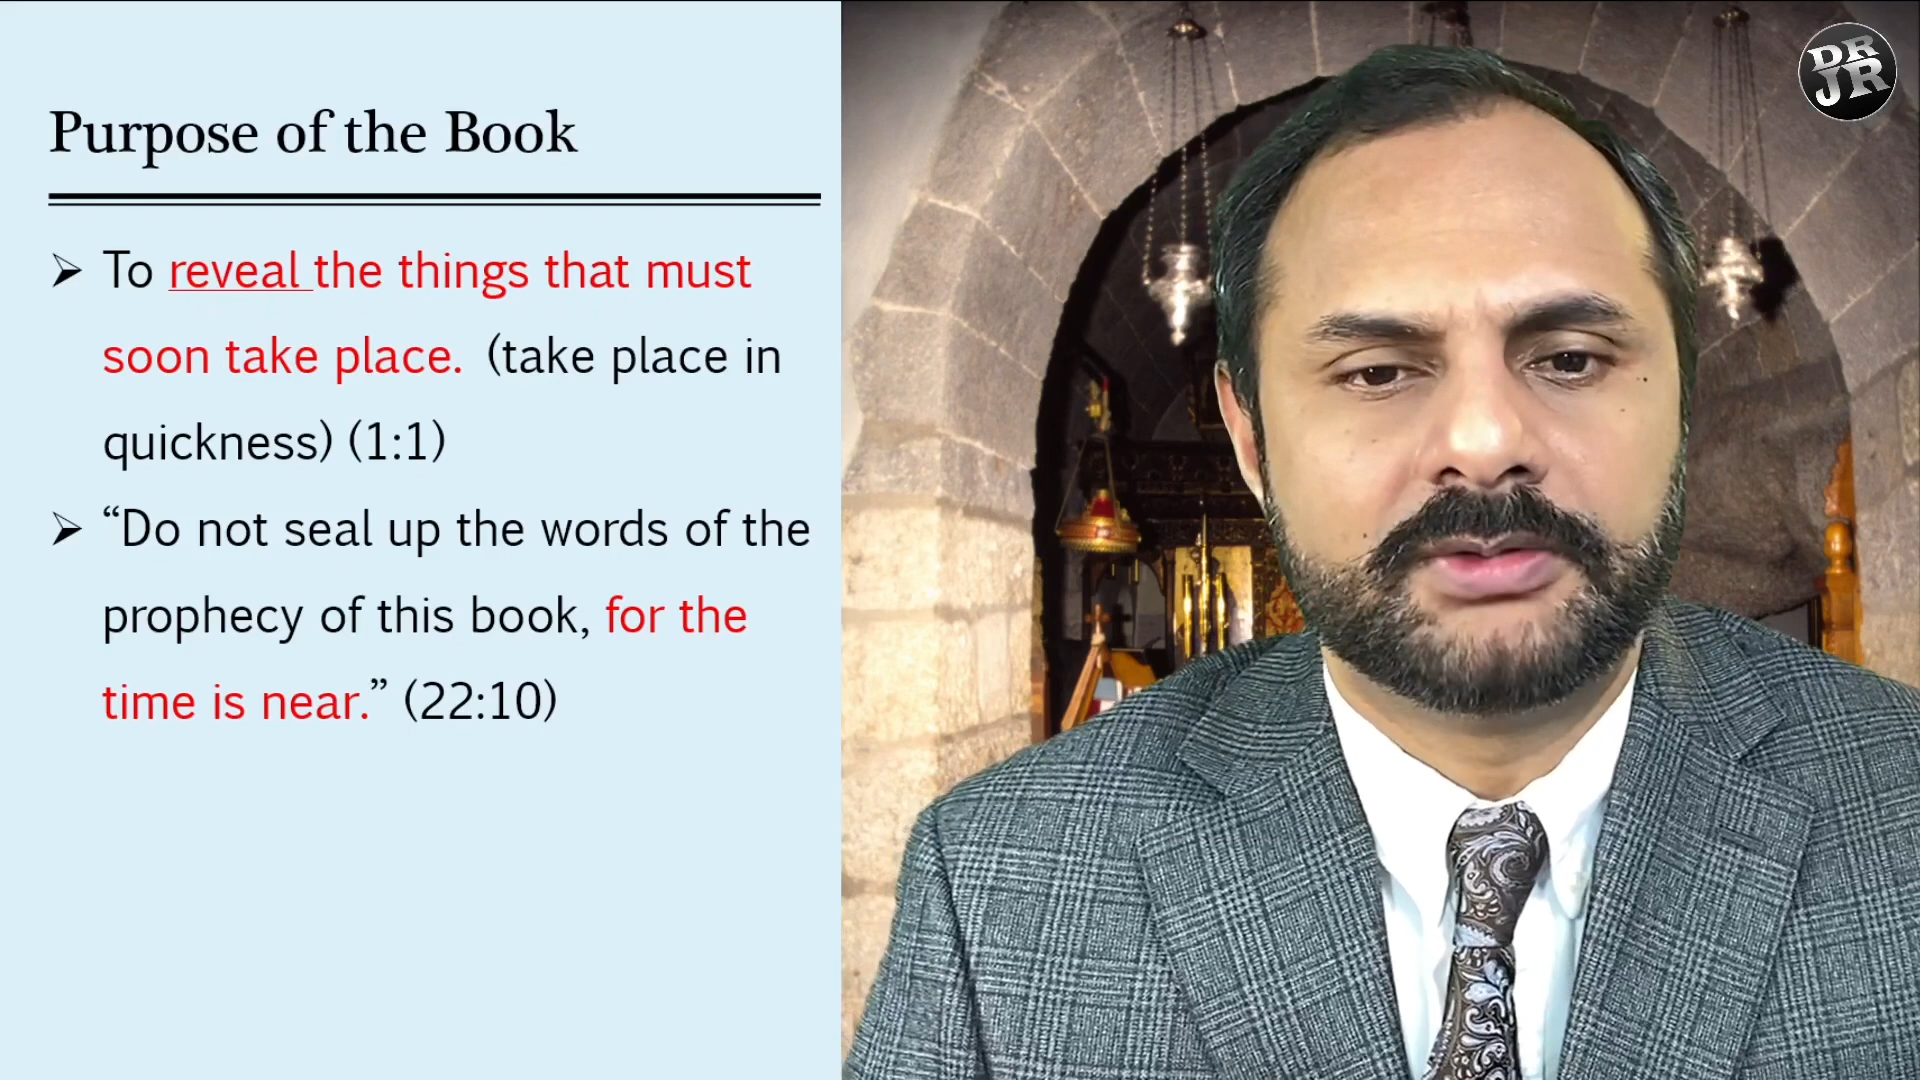 Purpose of the Book
➢ To reveal the things that must
soon take place. (take place in
quickness) (1:1)
➢ “Do not seal up the words of the
prophecy of this book, for the
time is near.” (22:10)
DR
JR